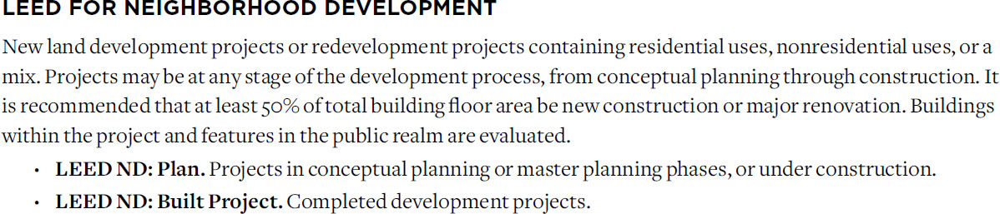 LEED FOR NEIGHBORHOOD DEVELOPMENT
New land development projects or redevelopment projects containing residential uses, nonresidential uses, or a
mix. Projects may be at any stage of the development process, from conceptual planning through construction. It
is recommended that at least 50% of total building floor area be new construction or major renovation. Buildings
within the project and features in the public realm are evaluated.
• LEED ND: Plan. Projects in conceptual planning or master planning phases, or under construction.
• LEED ND: Built Project. Completed development projects.